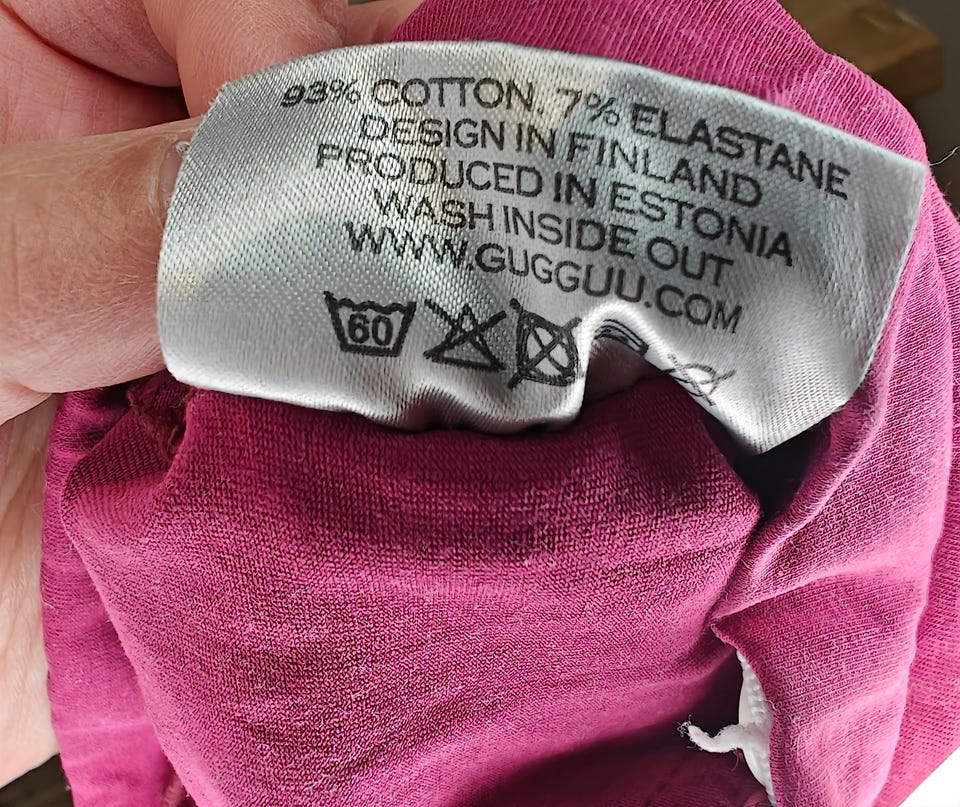 93% COTTON, 7% ELASTANE
DESIGN IN FINLAND
PRODUCED IN ESTONIA
WASH INSIDE OUT
WWW.GUGGUU.COM
60